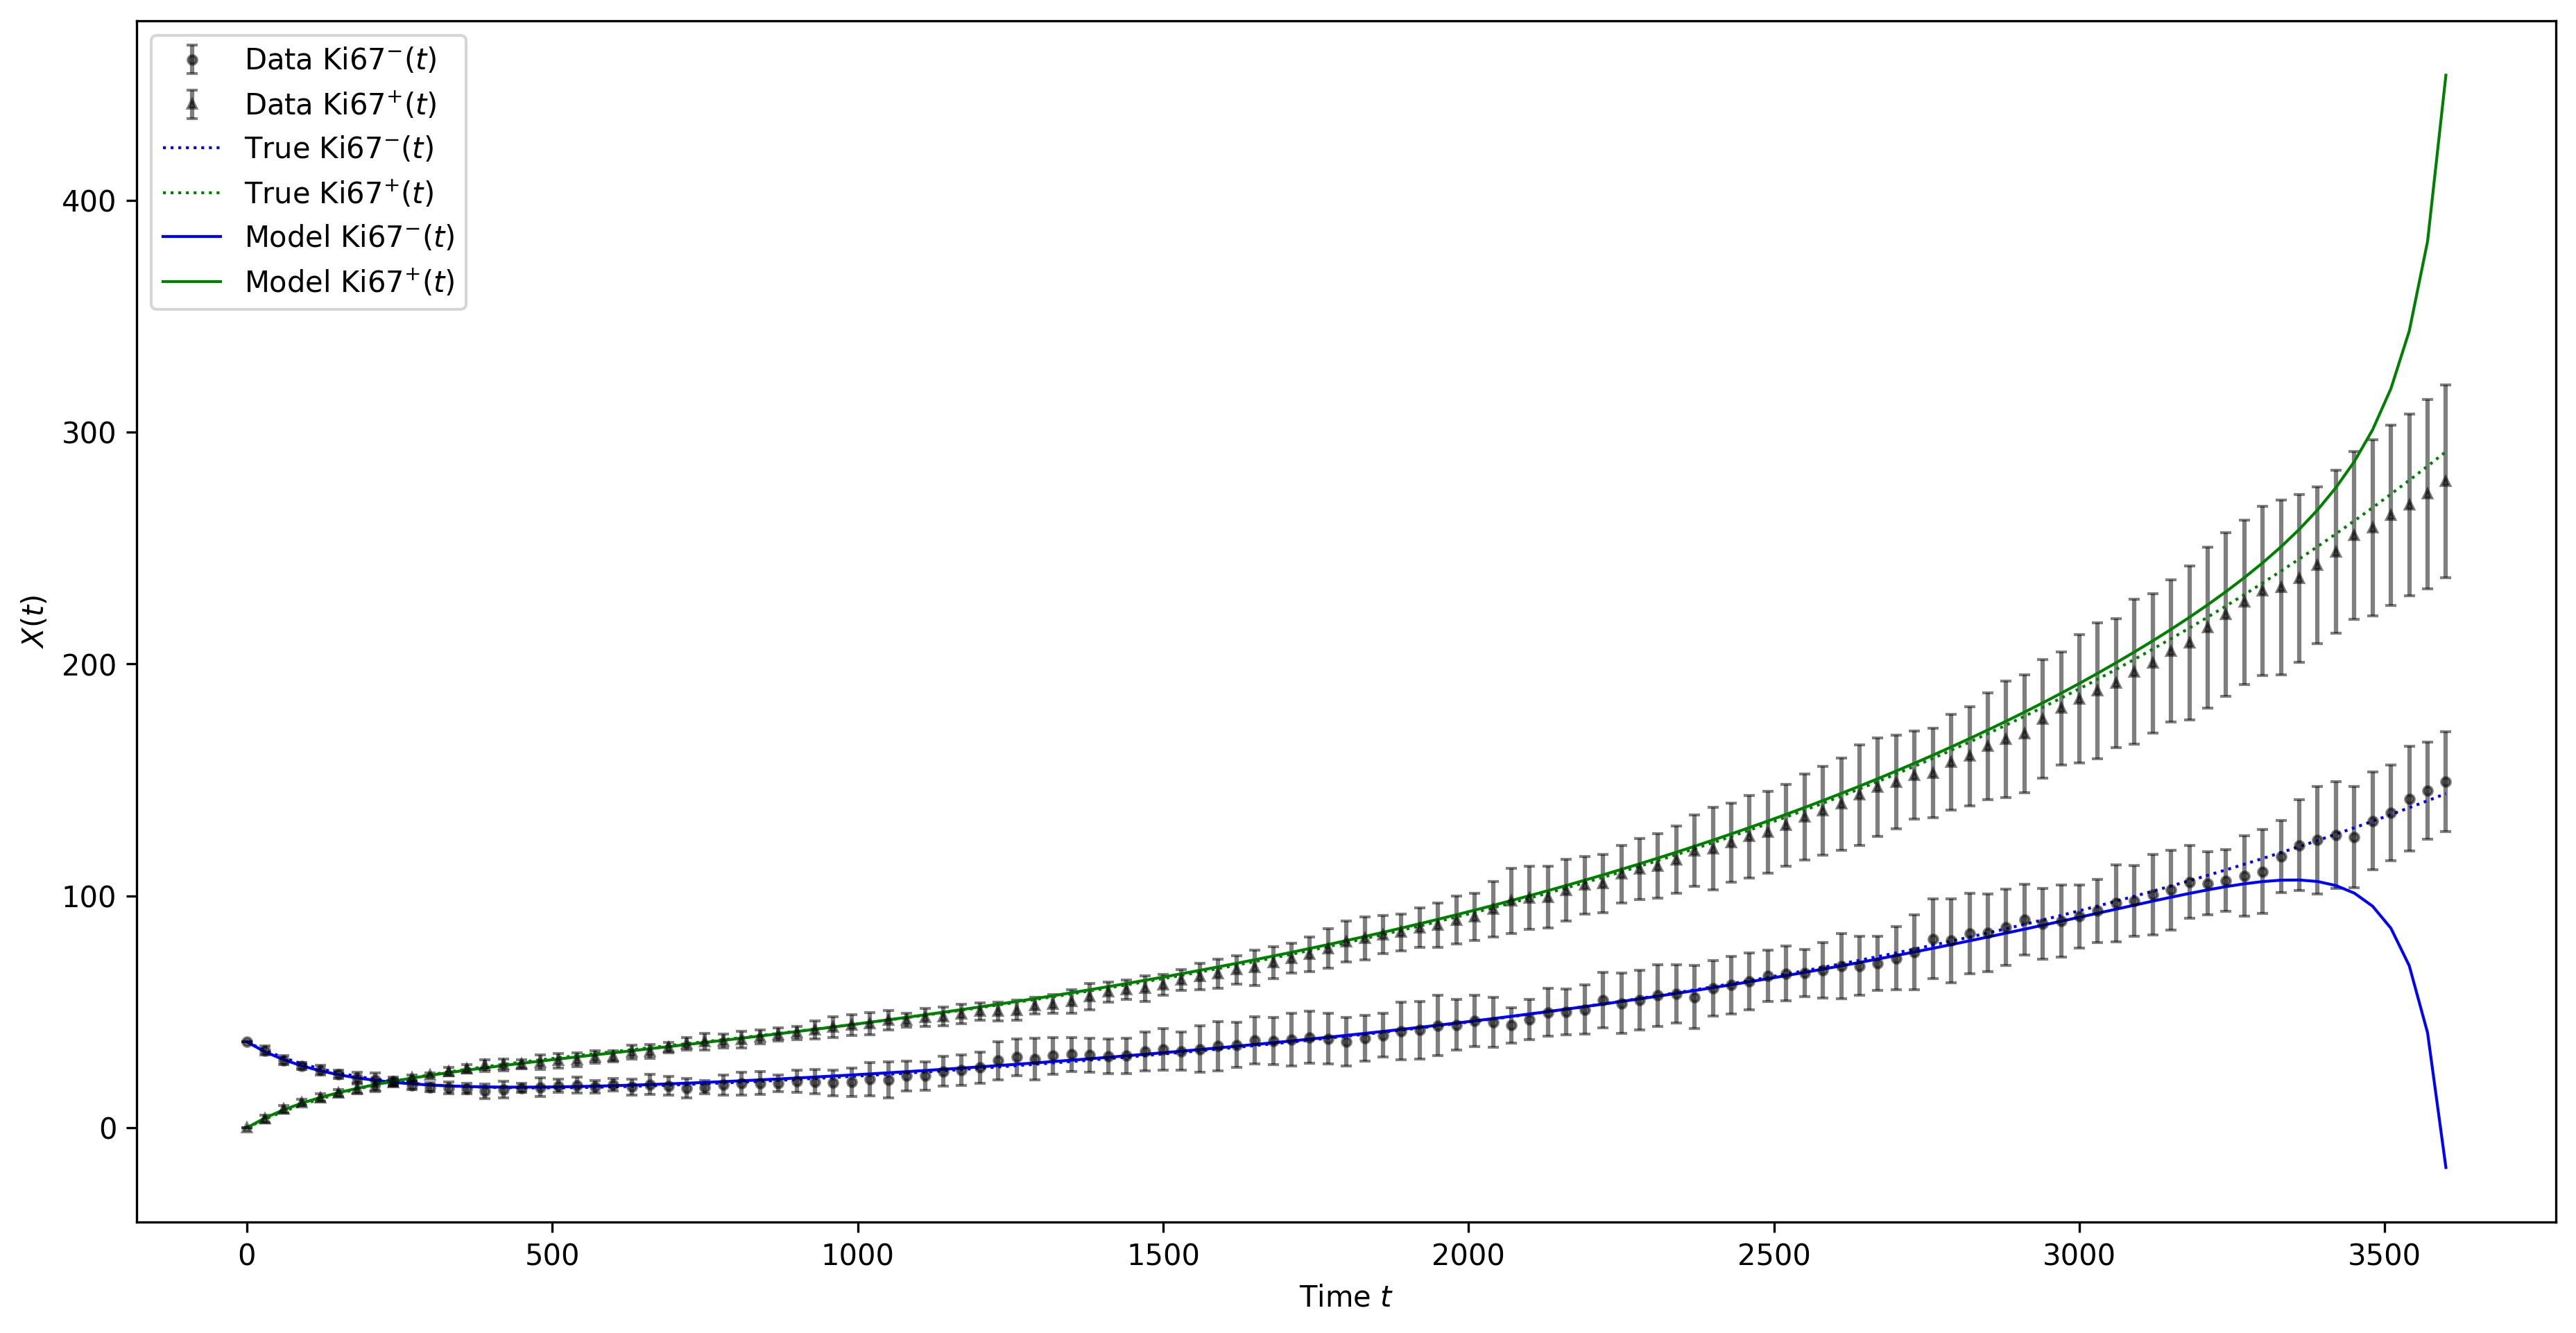 Data Ki67⁻(t)
Data Ki67⁺(t)
True Ki67⁻(t)
True Ki67⁺(t)
Model Ki67⁻(t)
Model Ki67⁺(t)
400
300
200
100
0
X(t)
0 500 1000 1500 2000 2500 3000 3500
Time t